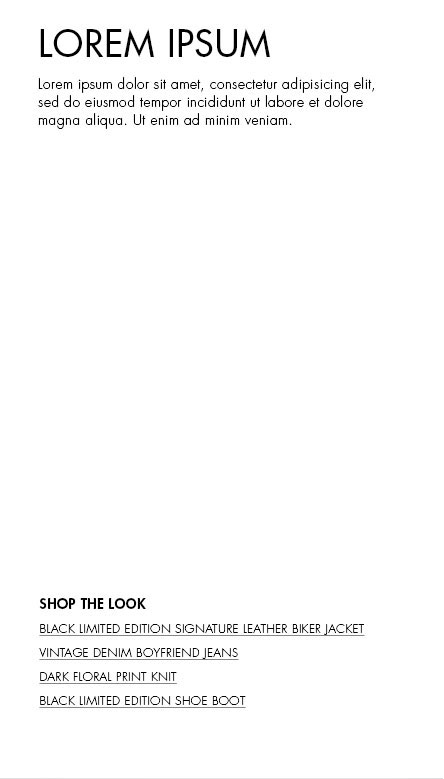 LOREM IPSUM
Lorem ipsum dolor sit amet, consectetur adipisicing elit,
sed do eiusmod tempor incididunt ut labore et dolore
magna aliqua. Ut enim ad minim veniam.
SHOP THE LOOK
BLACK LIMITED EDITION SIGNATURE LEATHER BIKER JACKET
VINTAGE DENIM BOYFRIEND JEANS
DARK FLORAL PRINT KNIT
BLACK LIMITED EDITION SHOE BOOT